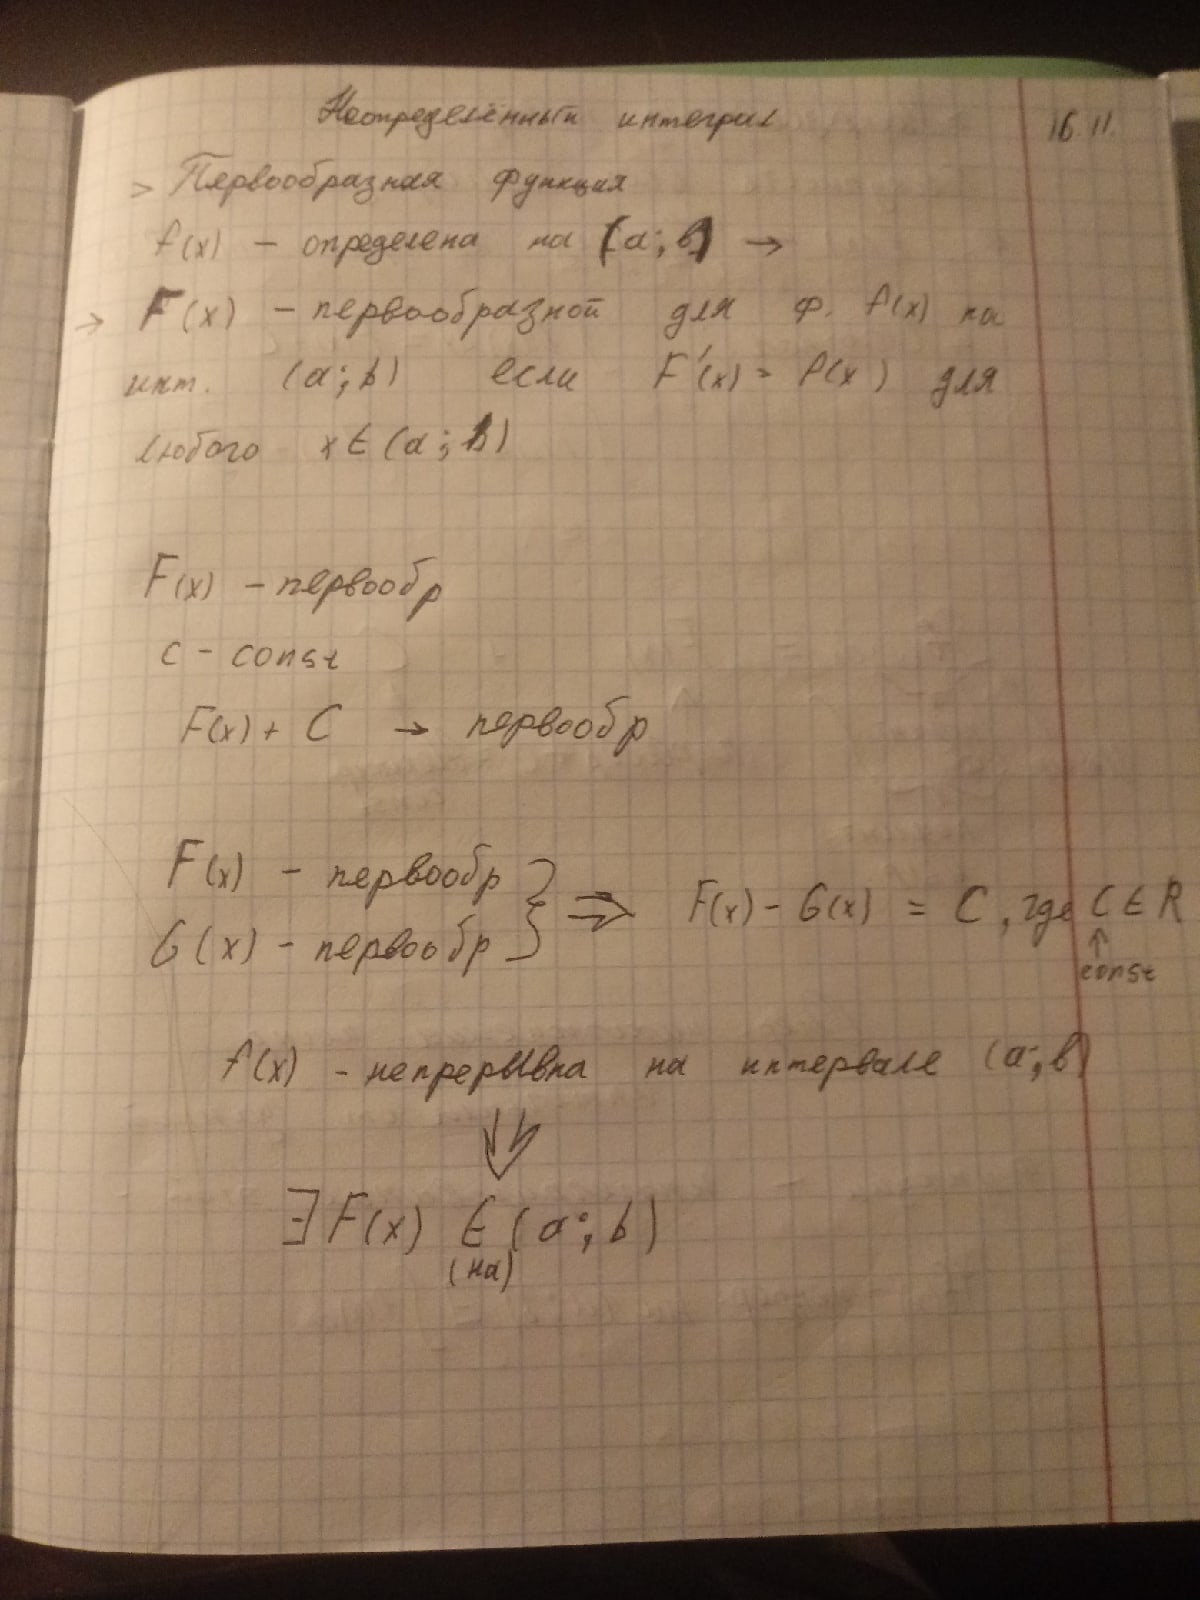 Неопределённый интеграл 16.11.
> Первообразная функция
f(x) – определена на (a; b) →
→ F(x) – первообразной для ф. f(x) на
инт. (a; b) если F'(x) = f(x) для
любого x ∈ (a; b)
F(x) – первообр
c – const
F(x) + C → первообр
F(x) – первообр
G(x) – первообр } ⇒ F(x) – G(x) = C, где C ∈ R
↑
const
f(x) – непрерывна на интервале (a; b)
⇓
∃ F(x) ∈ (a; b)
(на)